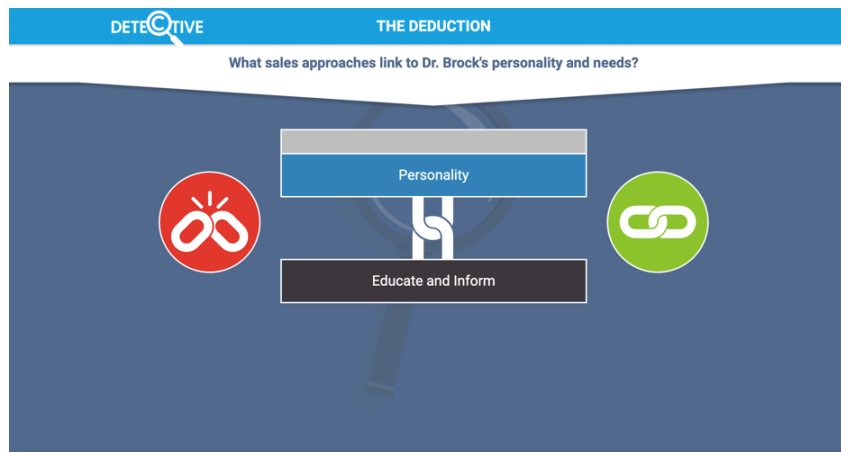 DETECTIVE
THE DEDUCTION
What sales approaches link to Dr. Brock's personality and needs?
Personality
Educate and Inform